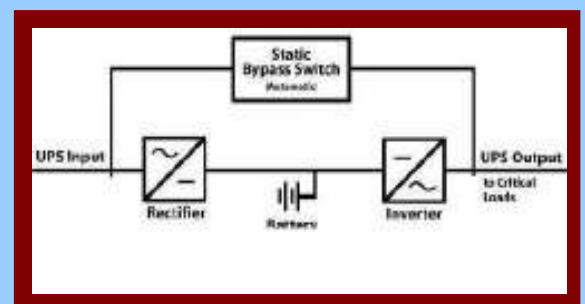 Static
Bypass Switch
Automatic
UPS Input
UPS Output
to Critical
Loads
Rectifier
Battery
Inverter